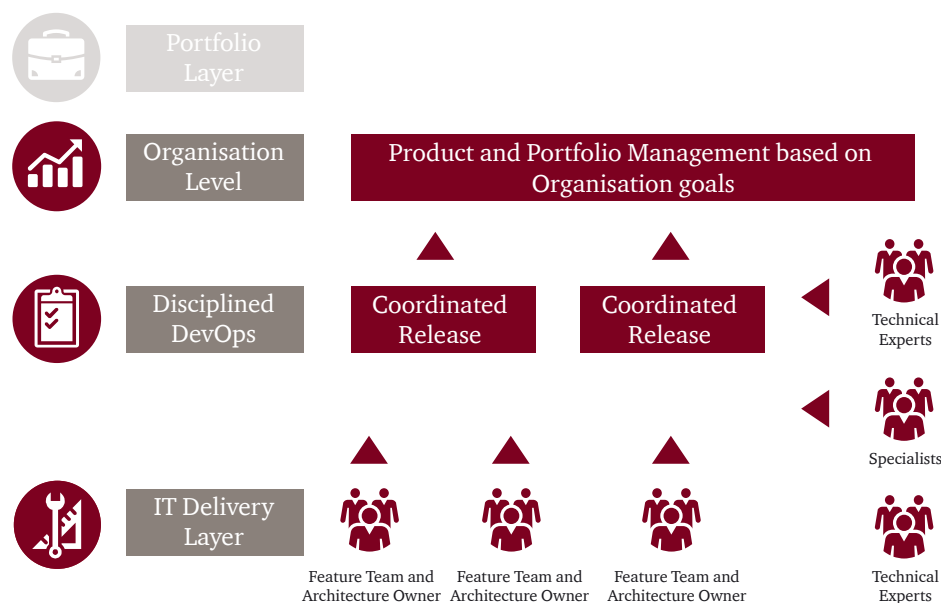 Portfolio
Layer
Organisation
Level
Product and Portfolio Management based on
Organisation goals
Disciplined
DevOps
Coordinated
Release
Coordinated
Release
Technical
Experts
Specialists
IT Delivery
Layer
Feature Team and
Architecture Owner
Feature Team and
Architecture Owner
Feature Team and
Architecture Owner
Technical
Experts